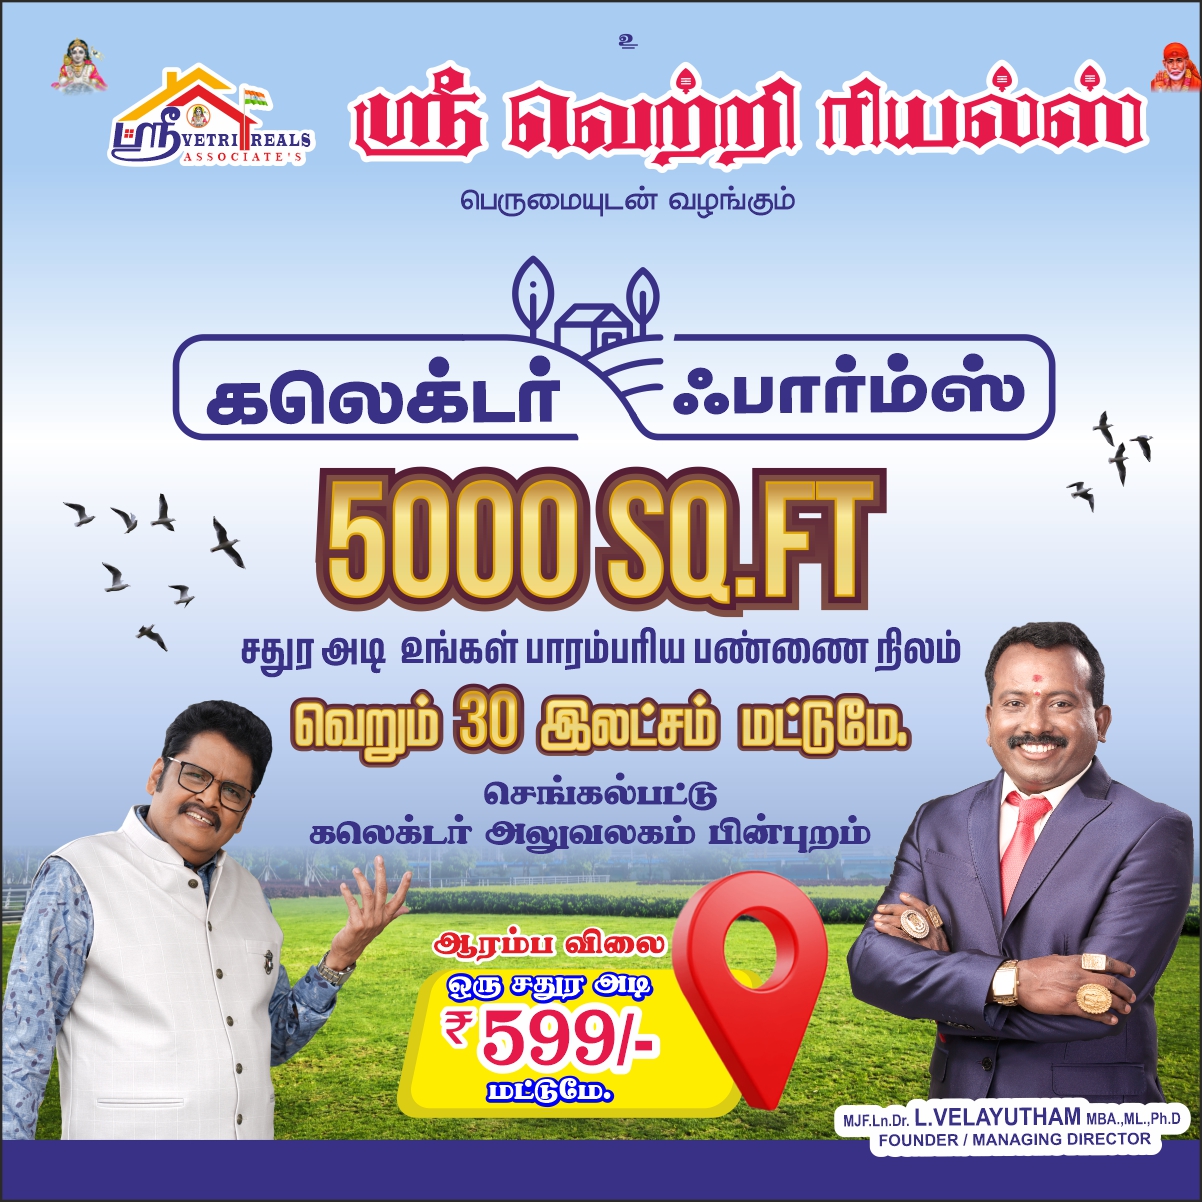 உ
ஸ்ரீ VETRI REALS
ASSOCIATE'S
ஸ்ரீ வெற்றி ரியல்ஸ்
பெருமையுடன் வழங்கும்
கலெக்டர் ஃபார்ம்ஸ்
5000 SQ.FT
சதுர அடி உங்கள் பாரம்பரிய பண்ணை நிலம்
வெறும் 30 இலட்சம் மட்டுமே.
செங்கல்பட்டு
கலெக்டர் அலுவலகம் பின்புறம்
ஆரம்ப விலை
ஒரு சதுர அடி
₹ 599/-
மட்டுமே.
MJF.Ln.Dr. L.VELAYUTHAM MBA.,ML.,Ph.D
FOUNDER / MANAGING DIRECTOR